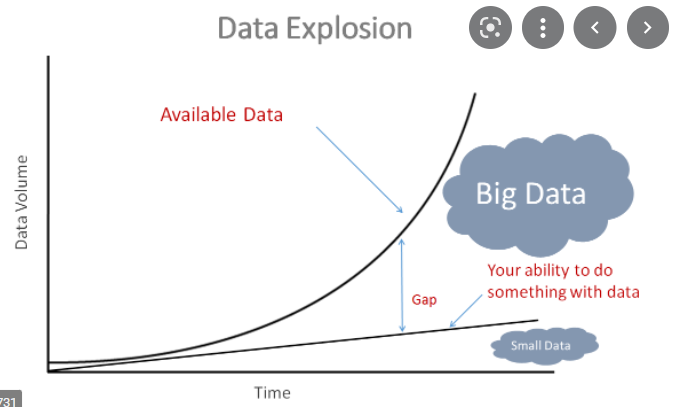 Data Explosion
Available Data
Data Volume
Big Data
Your ability to do
something with data
Gap
Small Data
Time
731